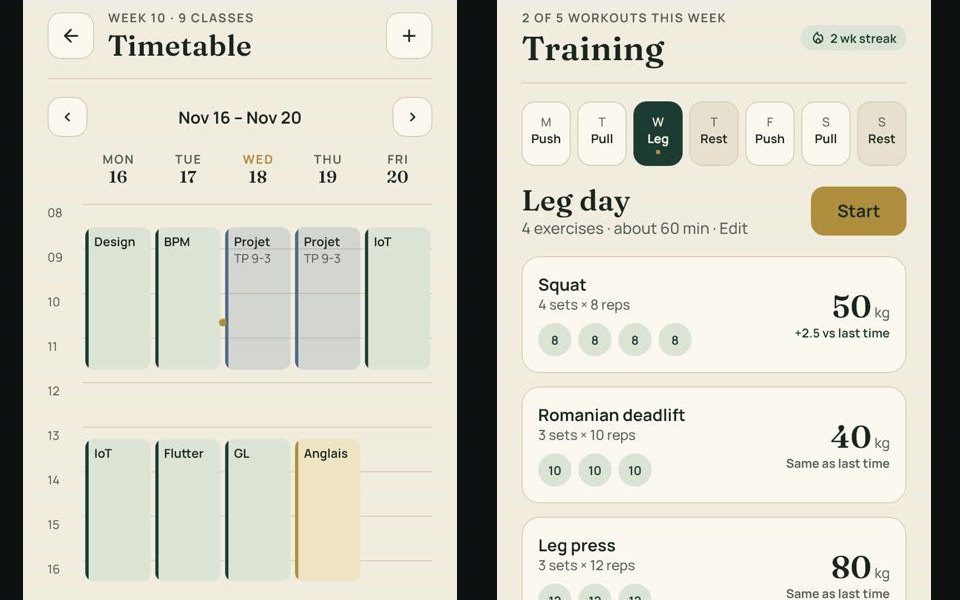 WEEK 10 · 9 CLASSES
Timetable
Nov 16 – Nov 20
MON TUE WED THU FRI
16 17 18 19 20
08
Design BPM Projet Projet IoT
TP 9-3 TP 9-3
09
10
11
12
13
IoT Flutter GL Anglais
14
15
16
2 OF 5 WORKOUTS THIS WEEK
Training
2 wk streak
M T W T F S S
Push Pull Leg Rest Push Pull Rest
Leg day
4 exercises · about 60 min · Edit
Start
Squat
4 sets × 8 reps
8 8 8 8
50 kg
+2.5 vs last time
Romanian deadlift
3 sets × 10 reps
10 10 10
40 kg
Same as last time
Leg press
3 sets × 12 reps
12 12 12
80 kg
Same as last time